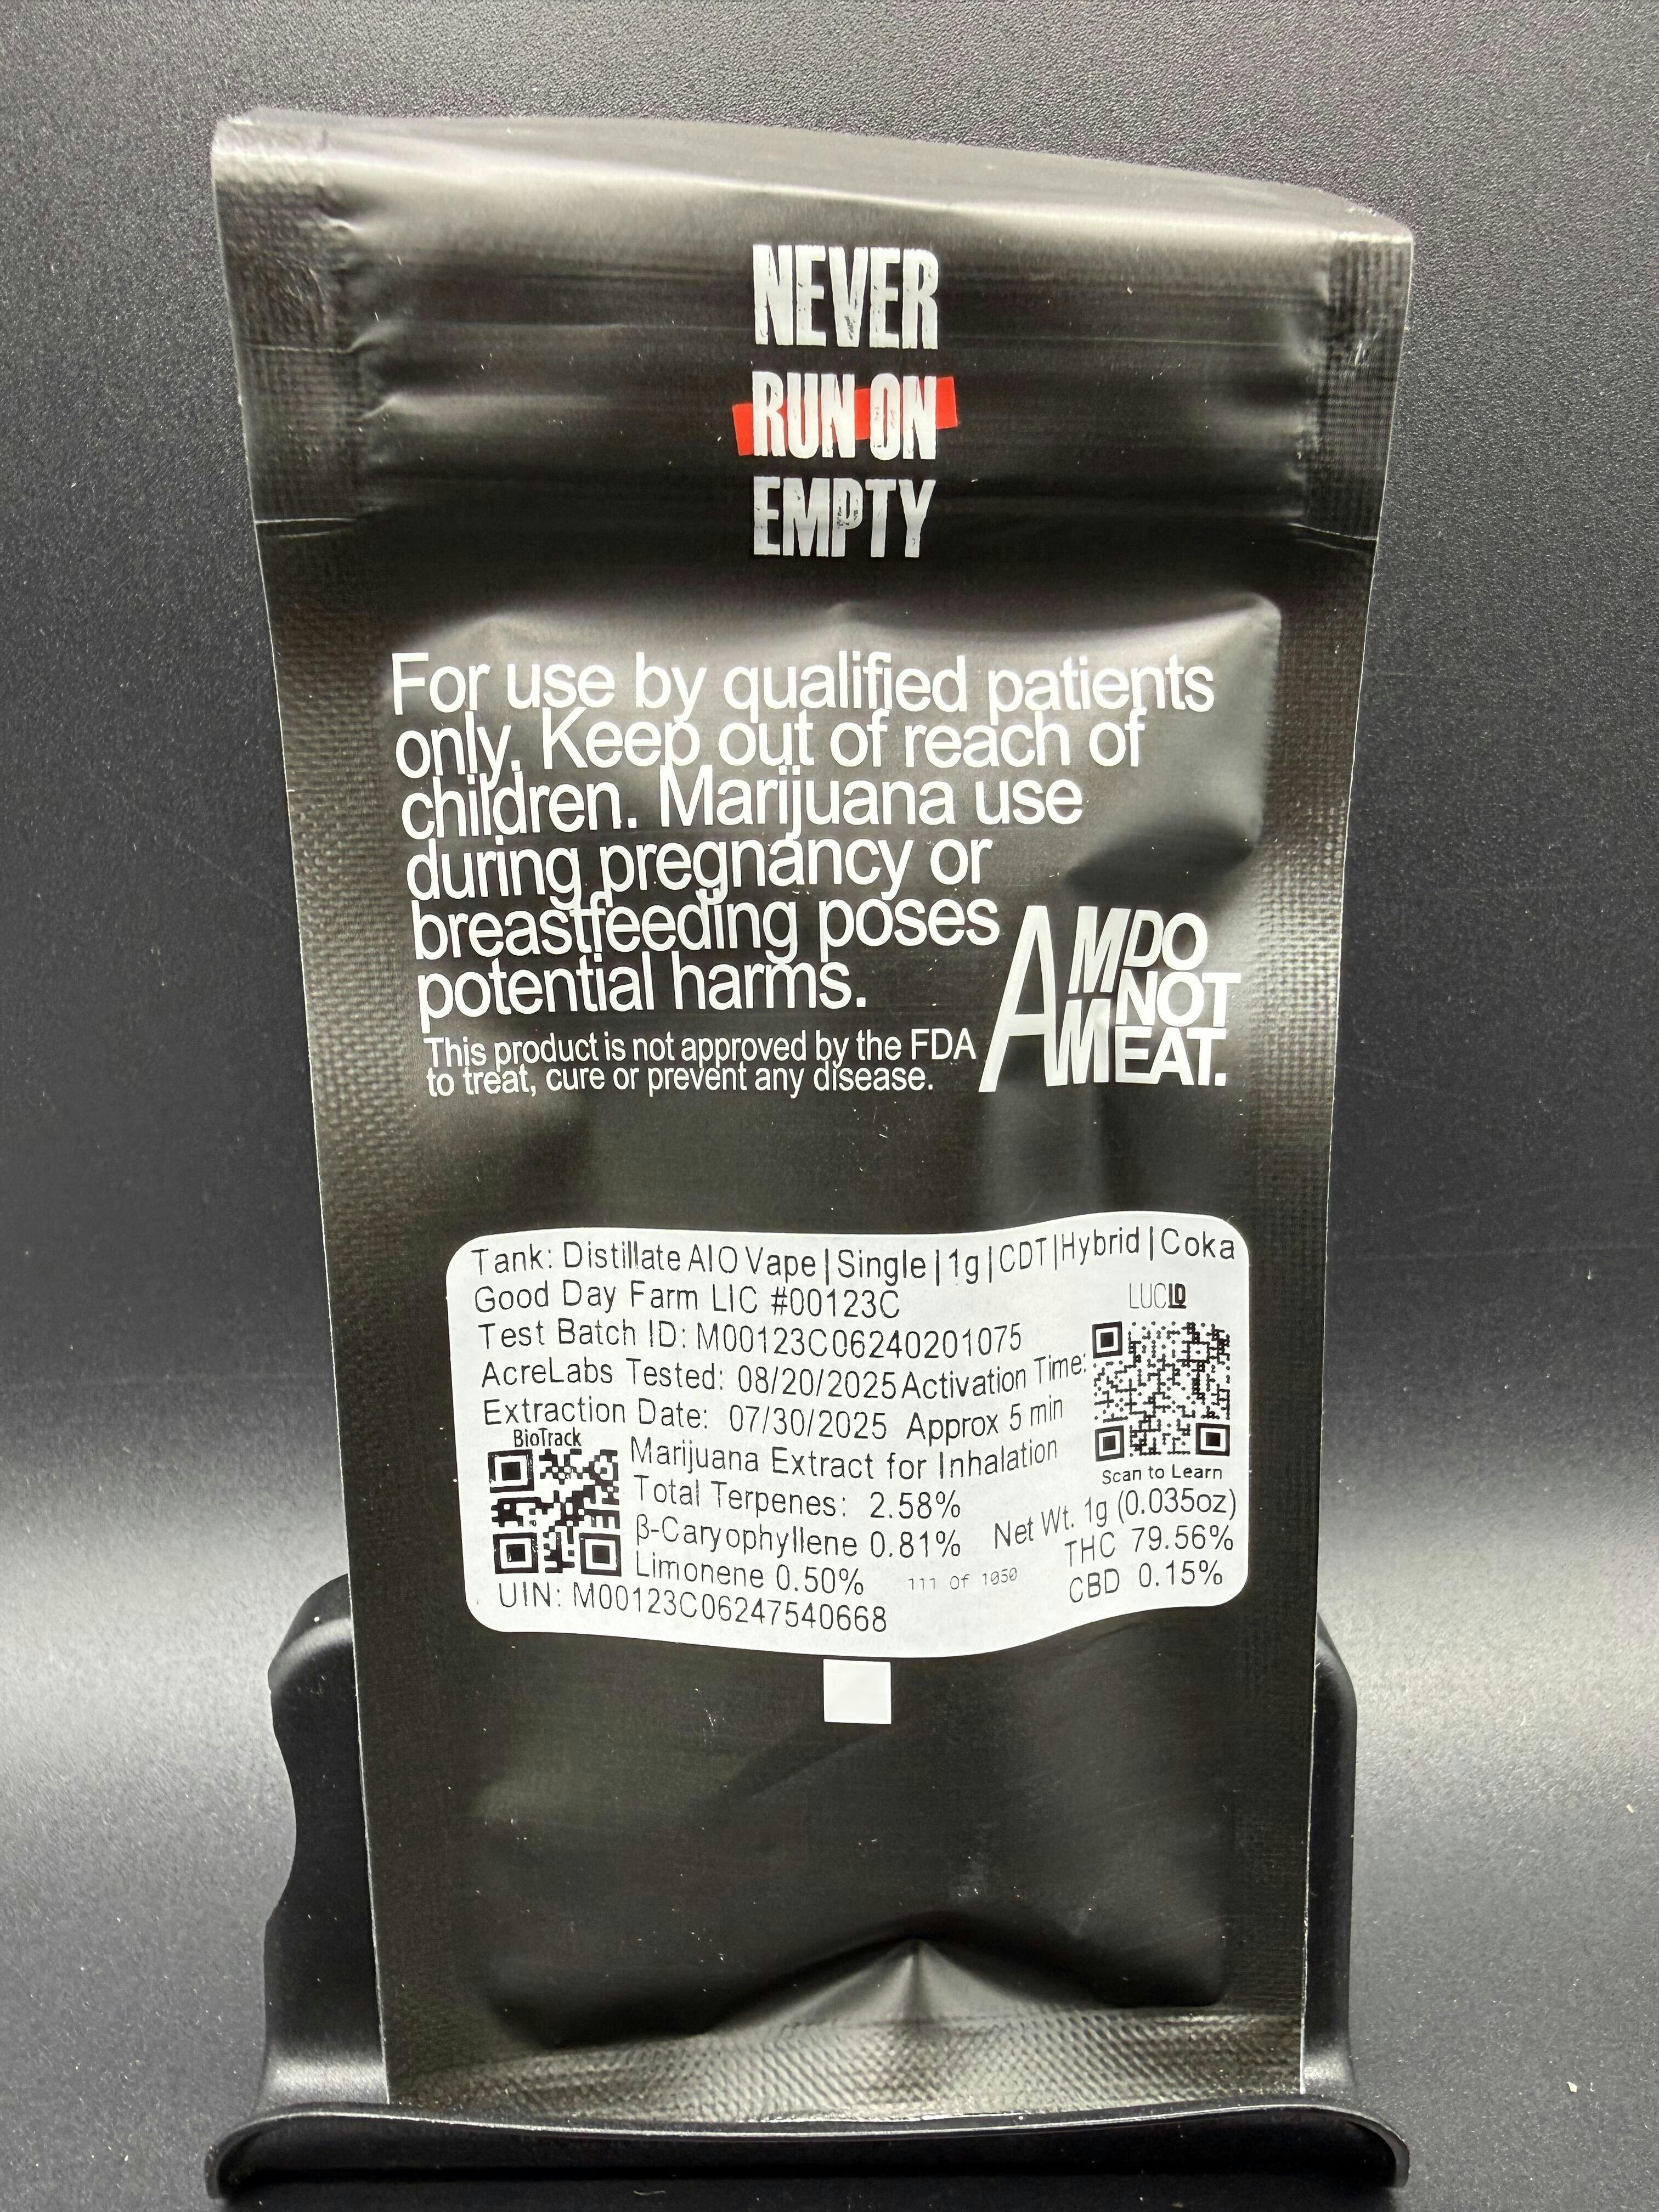 NEVER
RUN ON
EMPTY
For use by qualified patients
only. Keep out of reach of
children. Marijuana use
during pregnancy or
breastfeeding poses
potential harms.
This product is not approved by the FDA
to treat, cure or prevent any disease.
AMMDO
NOT
EAT.
Tank: Distillate AIO Vape|Single|1g|CDT|Hybrid|Coka
Good Day Farm LIC #00123C
LUCID
Test Batch ID: M00123C06240201075
AcreLabs Tested: 08/20/2025 Activation Time:
Extraction Date: 07/30/2025 Approx 5 min
BioTrack
Marijuana Extract for Inhalation
Scan to Learn
Total Terpenes: 2.58%
Net Wt. 1g (0.035oz)
β-Caryophyllene 0.81%
THC 79.56%
Limonene 0.50%
111 Of 1050
CBD 0.15%
UIN: M00123C06247540668